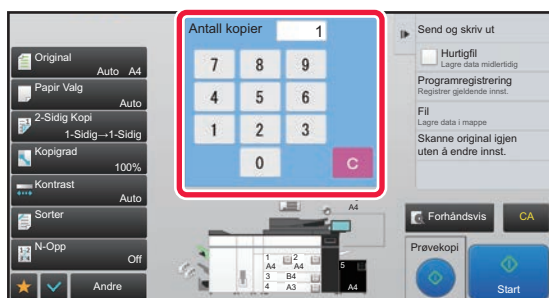 Original
Auto A4
Papir Valg
Auto
2-Sidig Kopi
1-Sidig→1-Sidig
Kopigrad
100%
Kontrast
Auto
Sorter
N-Opp
Off
Andre
Antall kopier 1
7 8 9
4 5 6
1 2 3
0 C
A4
1 A4 2 A4
3 B4
4 A3
5 A4
Send og skriv ut
Hurtigfil
Lagre data midlertidig
Programregistrering
Registrer gjeldende innst.
Fil
Lagre data i mappe
Skanne original igjen
uten å endre innst.
Forhåndsvis CA
Prøvekopi
Start